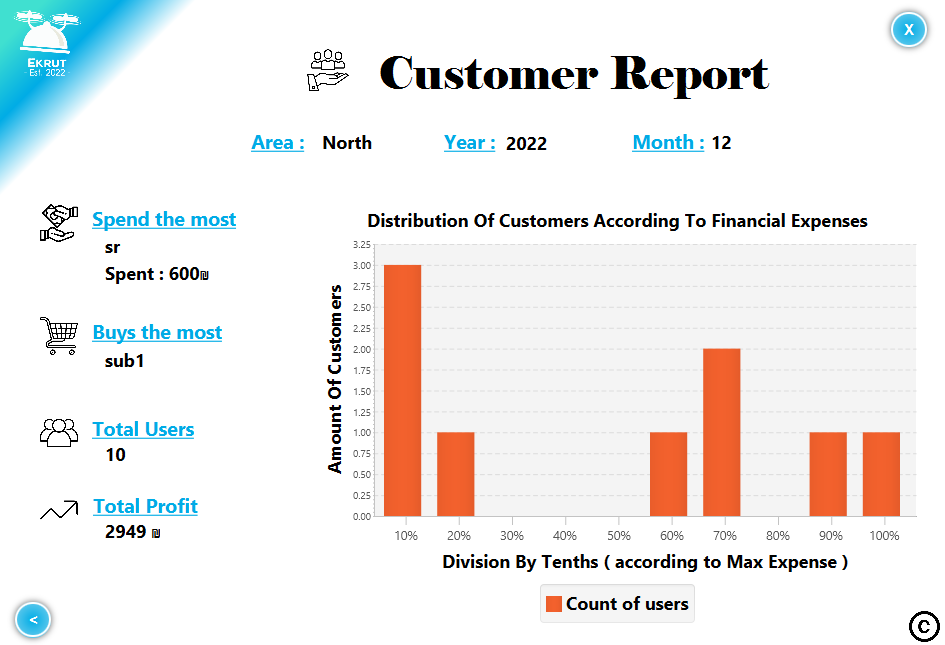 EKRUT
- Est. 2022 -
X
Customer Report
Area : North Year : 2022 Month : 12
Spend the most
sr
Spent : 600₪
Buys the most
sub1
Total Users
10
Total Profit
2949 ₪
Distribution Of Customers According To Financial Expenses
Amount Of Customers
3.25
3.00
2.75
2.50
2.25
2.00
1.75
1.50
1.25
1.00
0.75
0.50
0.25
0.00
10% 20% 30% 40% 50% 60% 70% 80% 90% 100%
Division By Tenths ( according to Max Expense )
Count of users
<
©